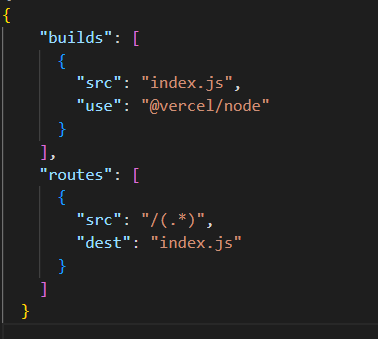 {
"builds": [
{
"src": "index.js",
"use": "@vercel/node"
}
],
"routes": [
{
"src": "/(.*)",
"dest": "index.js"
}
]
}